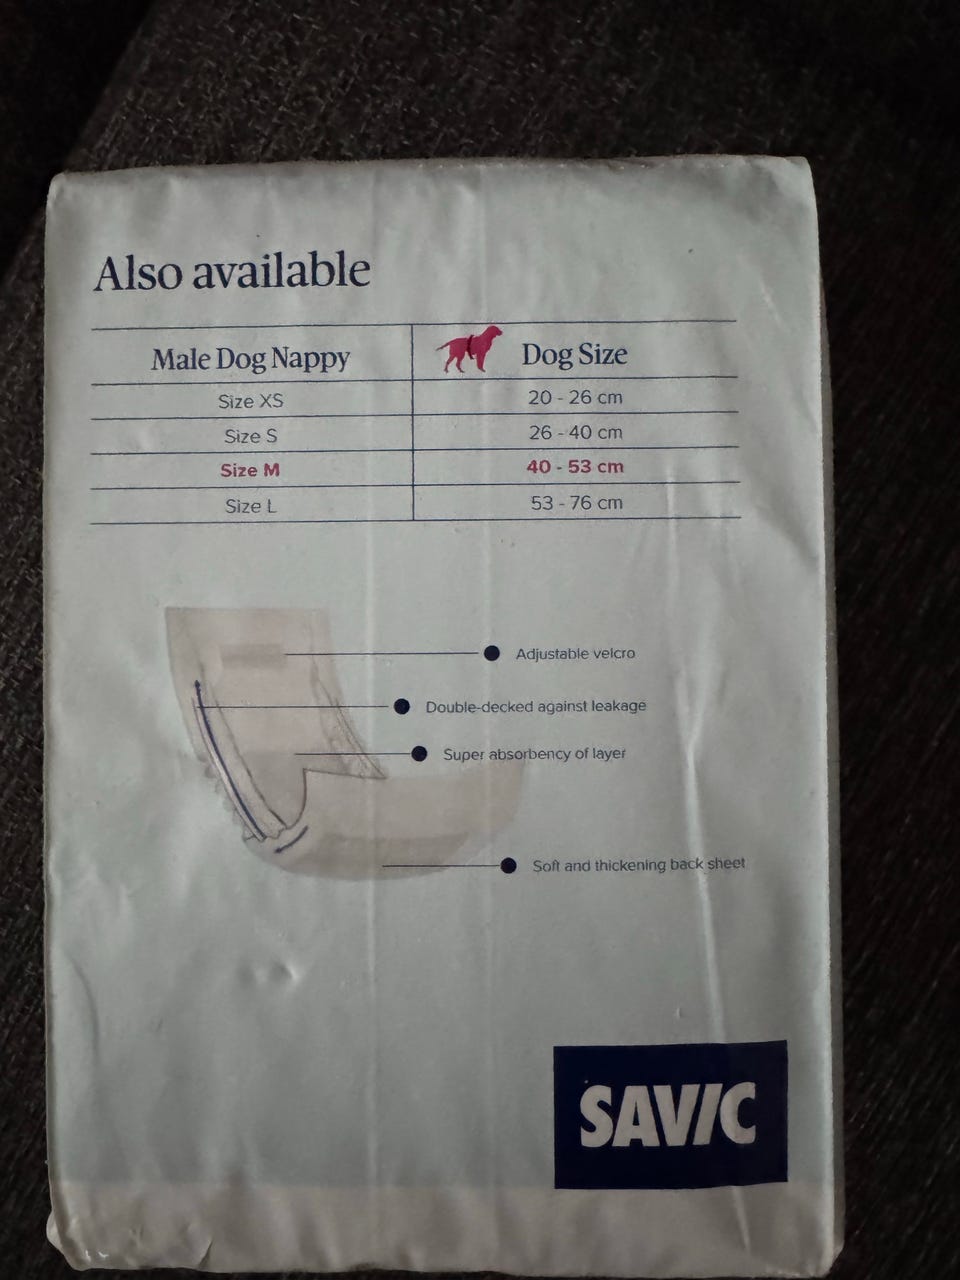 Also available
Male Dog Nappy Dog Size
Size XS 20 - 26 cm
Size S 26 - 40 cm
Size M 40 - 53 cm
Size L 53 - 76 cm
Adjustable velcro
Double-decked against leakage
Super absorbency of layer
Soft and thickening back sheet
SAVIC